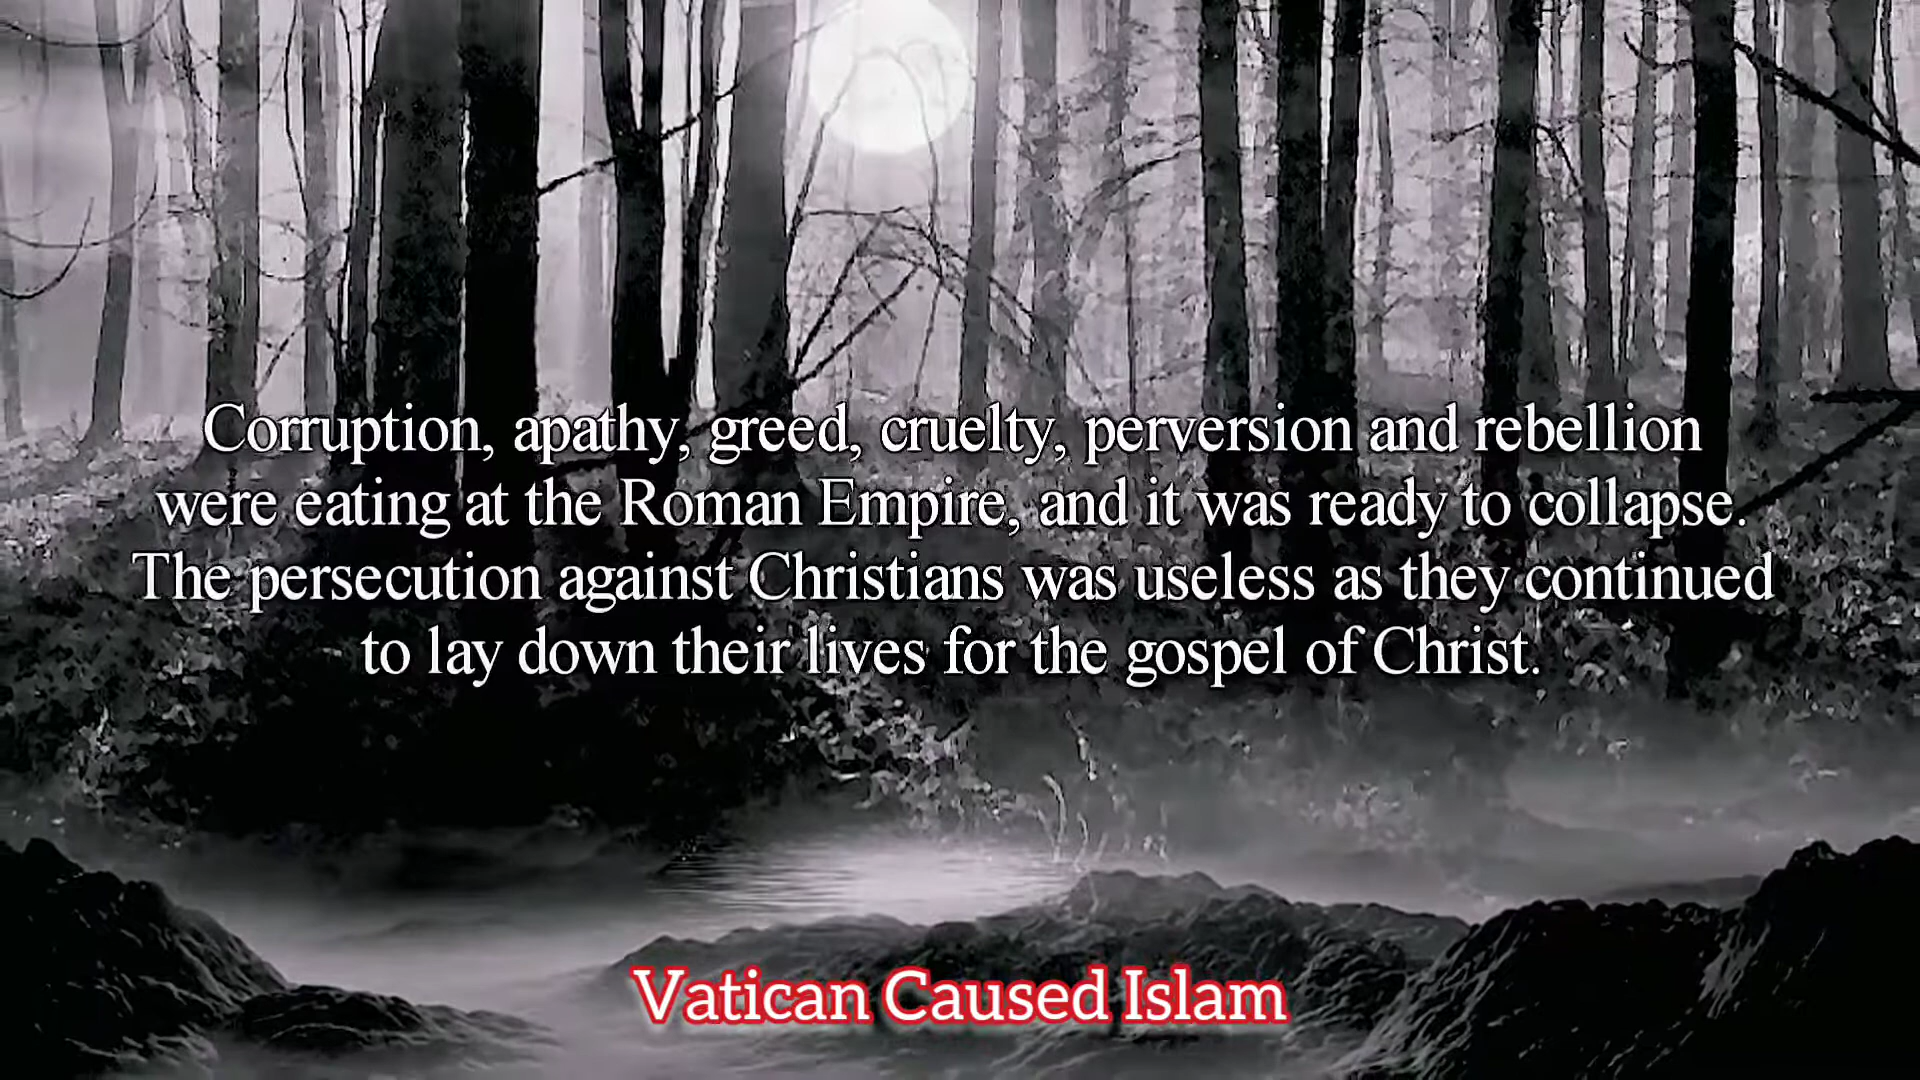 Corruption, apathy, greed, cruelty, perversion and rebellion
were eating at the Roman Empire, and it was ready to collapse.
The persecution against Christians was useless as they continued
to lay down their lives for the gospel of Christ.
Vatican Caused Islam